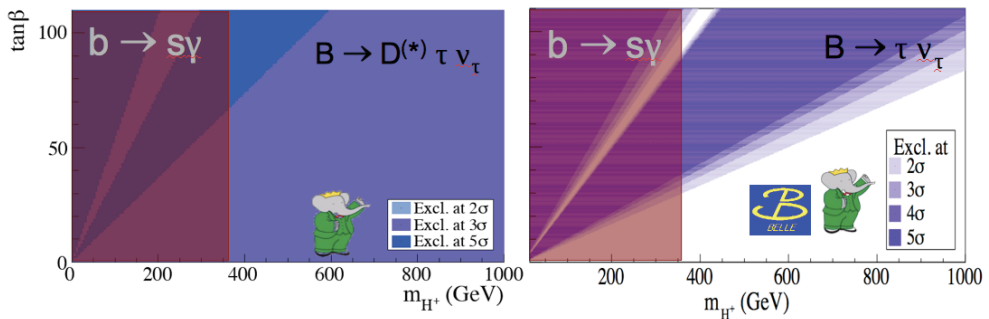 tanβ
100
50
0
b → sγ
B → D(*) τ ντ
Excl. at 2σ
Excl. at 3σ
Excl. at 5σ
0 200 400 600 800 1000
mH+ (GeV)
b → sγ
B → τ ντ
Excl. at
2σ
3σ
4σ
5σ
B
BELLE
200 400 600 800 1000
mH+ (GeV)